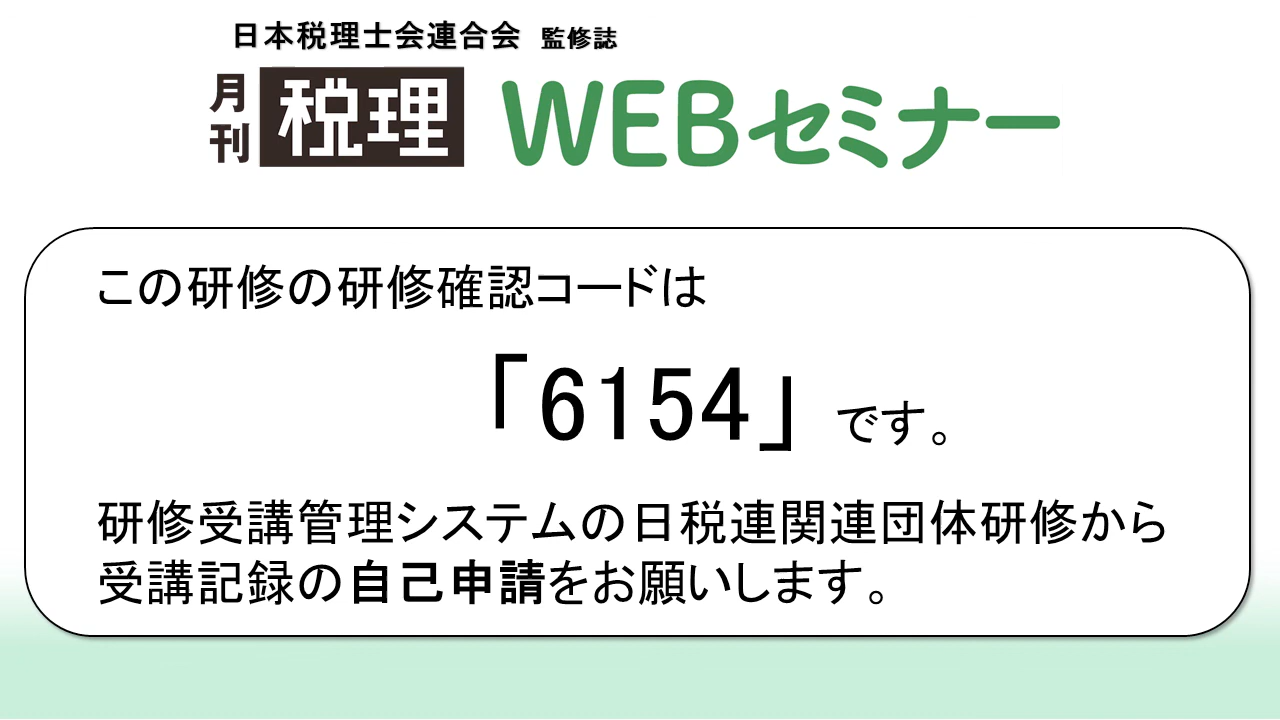 日本税理士会連合会 監修誌
月刊 税理 WEBセミナー
この研修の研修確認コードは
「6154」です。
研修受講管理システムの日税連関連団体研修から
受講記録の自己申請をお願いします。